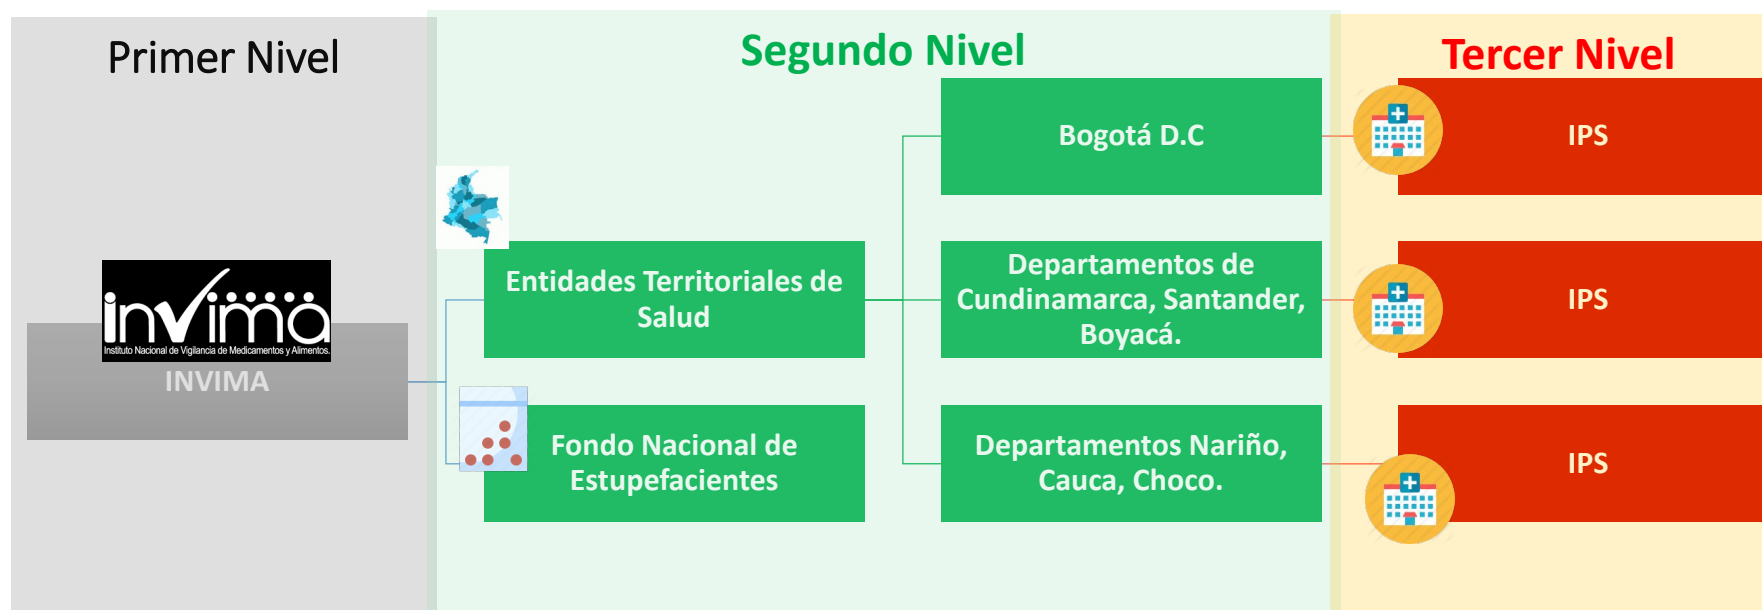 Primer Nivel
Segundo Nivel
Tercer Nivel
invima
Instituto Nacional de Vigilancia de Medicamentos y Alimentos.
INVIMA
Entidades Territoriales de
Salud
Fondo Nacional de
Estupefacientes
Bogotá D.C
Departamentos de
Cundinamarca, Santander,
Boyacá.
Departamentos Nariño,
Cauca, Choco.
IPS
IPS
IPS